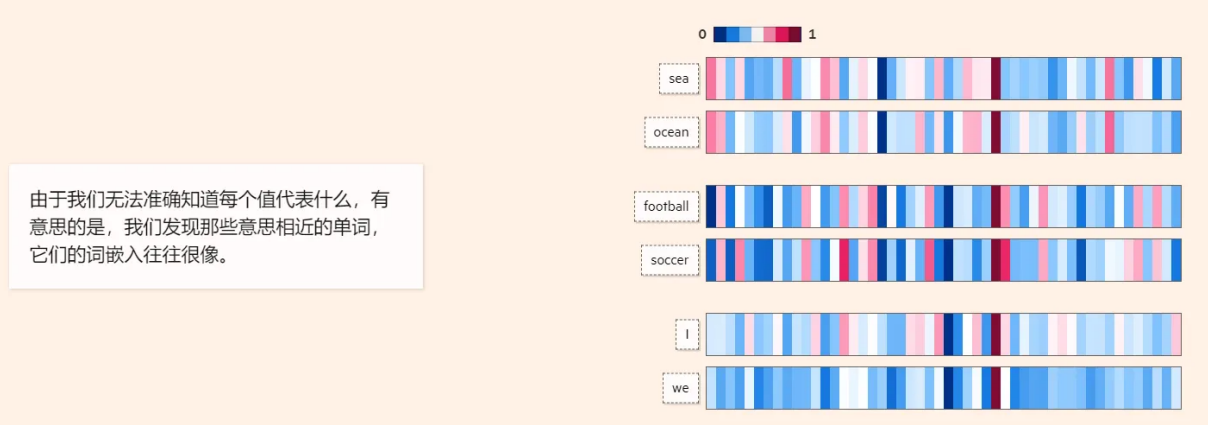 0 1
sea
ocean
由于我们无法准确知道每个值代表什么，有
意思的是，我们发现那些意思相近的单词，
它们的词嵌入往往很像。
football
soccer
I
we